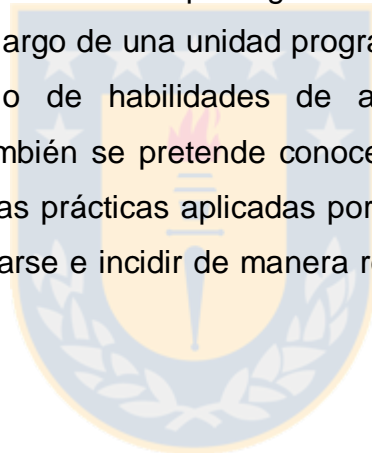 argo de una unidad progra
o de habilidades de a
mbién se pretende conoce
as prácticas aplicadas por
arse e incidir de manera r